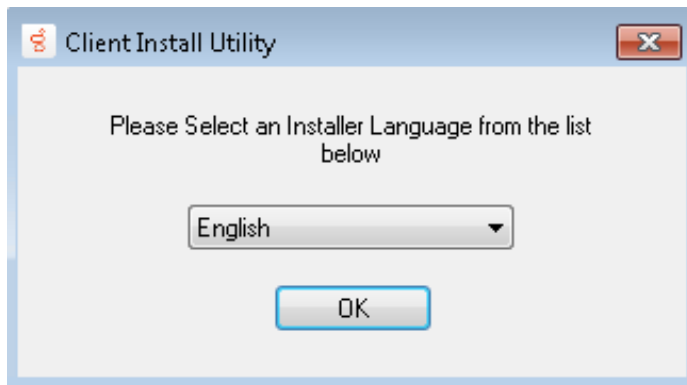 Client Install Utility
Please Select an Installer Language from the list
below
English
OK